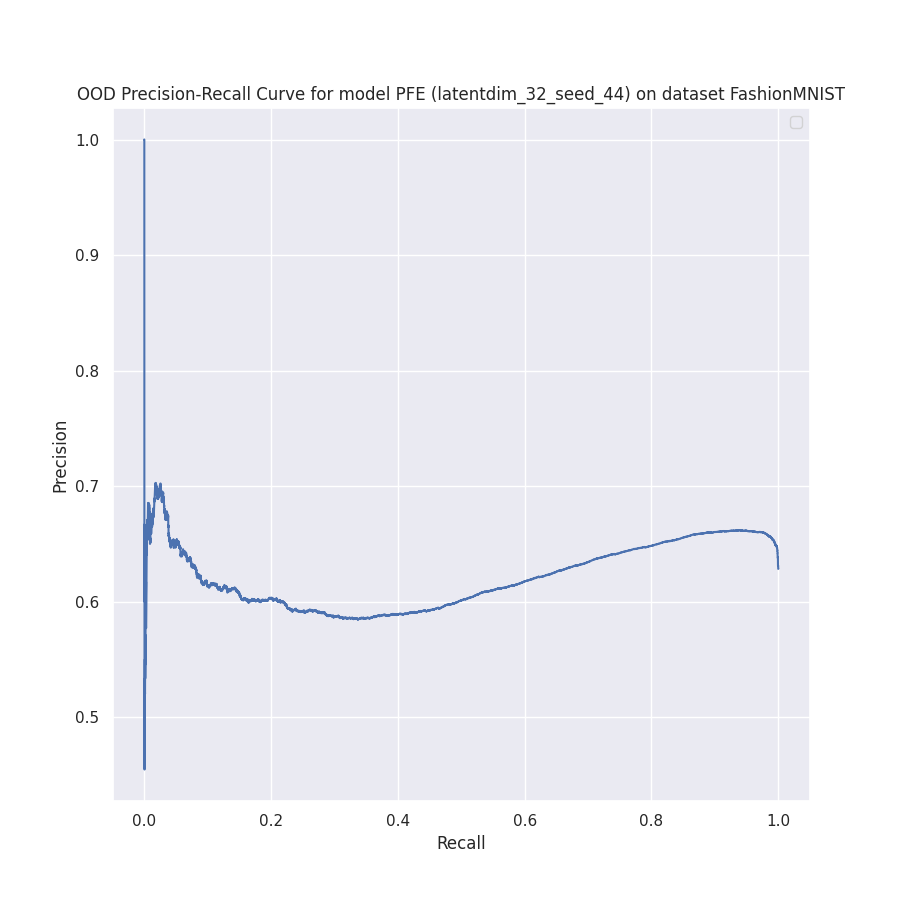 OOD Precision-Recall Curve for model PFE (latentdim_32_seed_44) on dataset FashionMNIST
1.0
0.9
0.8
0.7
0.6
0.5
Precision
0.0 0.2 0.4 0.6 0.8 1.0
Recall